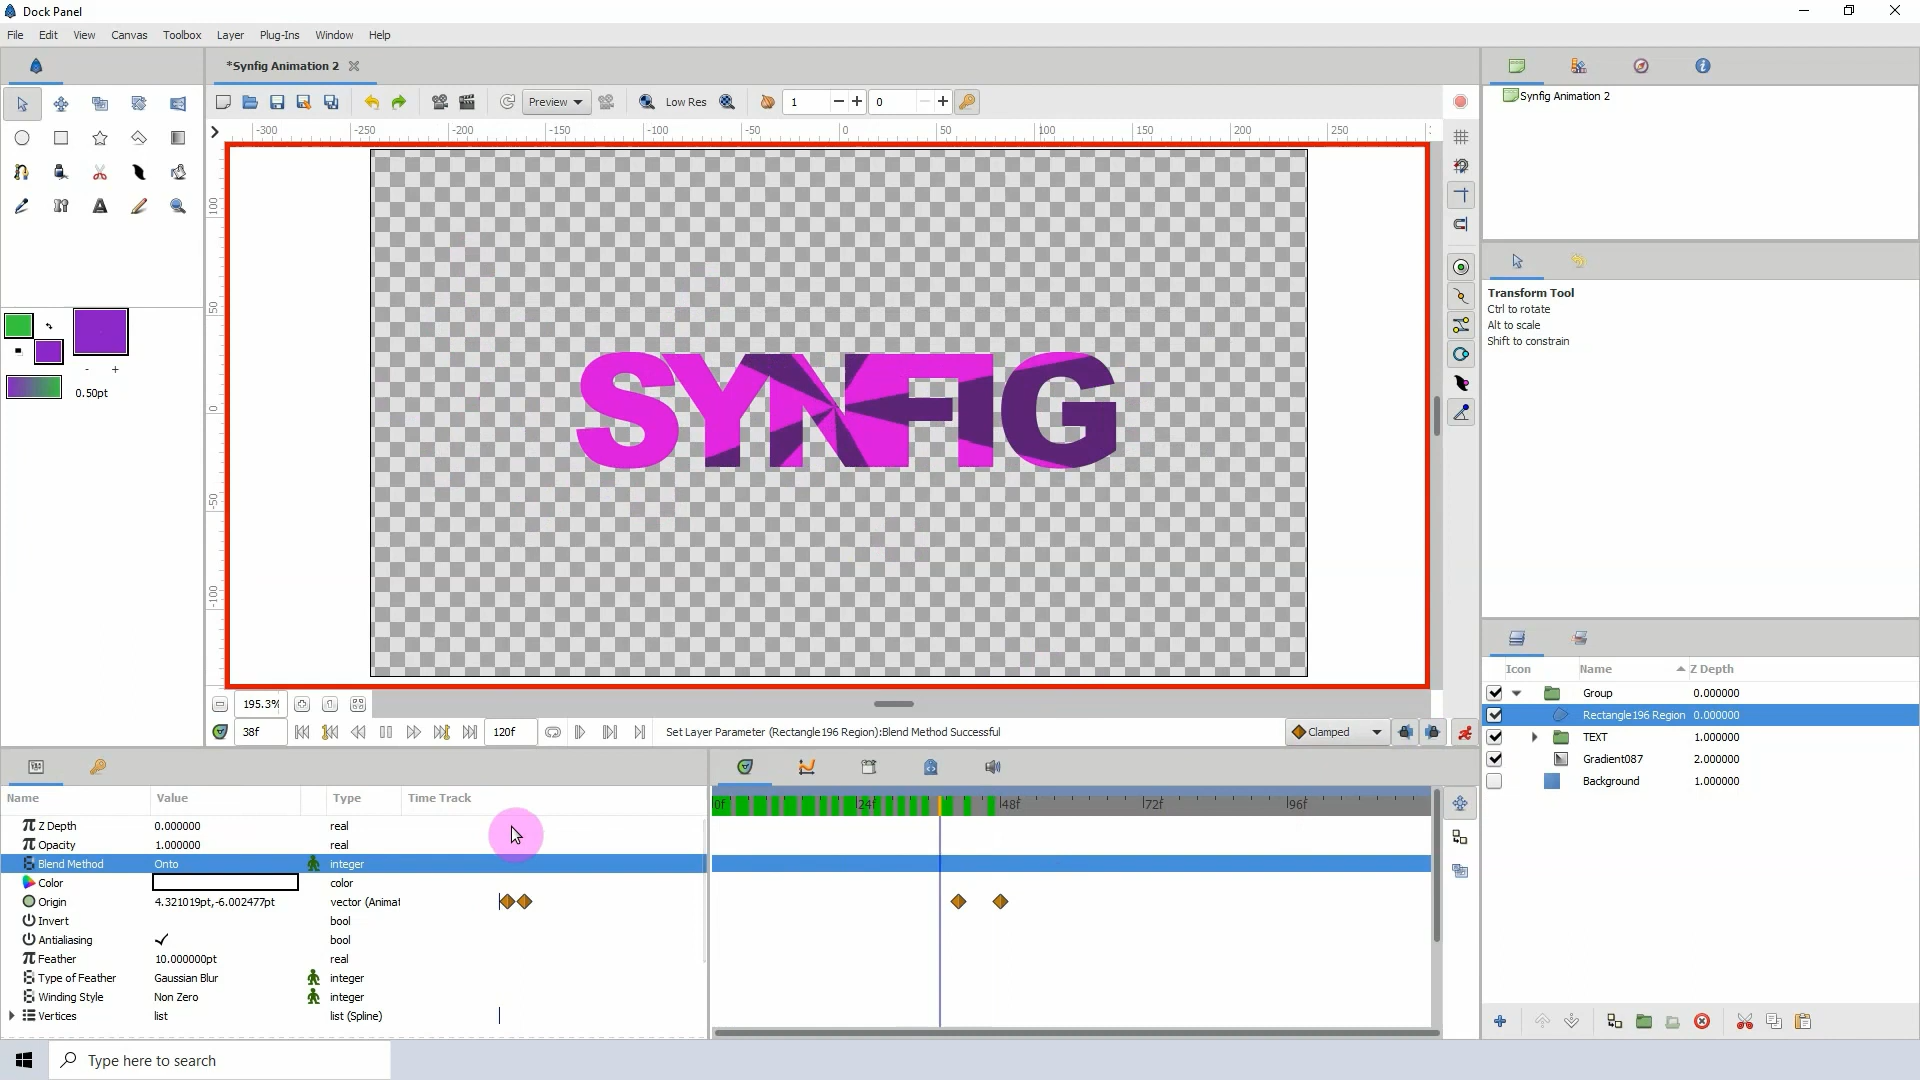 Dock Panel
File Edit View Canvas Toolbox Layer Plug-Ins Window Help
*Synfig Animation 2
Preview Low Res 1 0
-300 -250 -200 -150 -100 -50 0 50 100 150 200 250
100
50
0
-50
-100
SYNFIG
0.50pt
Synfig Animation 2
Transform Tool
Ctrl to rotate
Alt to scale
Shift to constrain
Icon Name Z Depth
Group 0.000000
Rectangle196 Region 0.000000
TEXT 1.000000
Gradient087 2.000000
Background 1.000000
195.3%
38f 120f Set Layer Parameter (Rectangle196 Region):Blend Method Successful Clamped
Name Value Type Time Track
0f 24f 48f 72f 96f
Z Depth 0.000000 real
Opacity 1.000000 real
Blend Method Onto integer
Color color
Origin 4.321019pt,-6.002477pt vector (Animat
Invert bool
Antialiasing bool
Feather 10.000000pt real
Type of Feather Gaussian Blur integer
Winding Style Non Zero integer
Vertices list list (Spline)
Type here to search